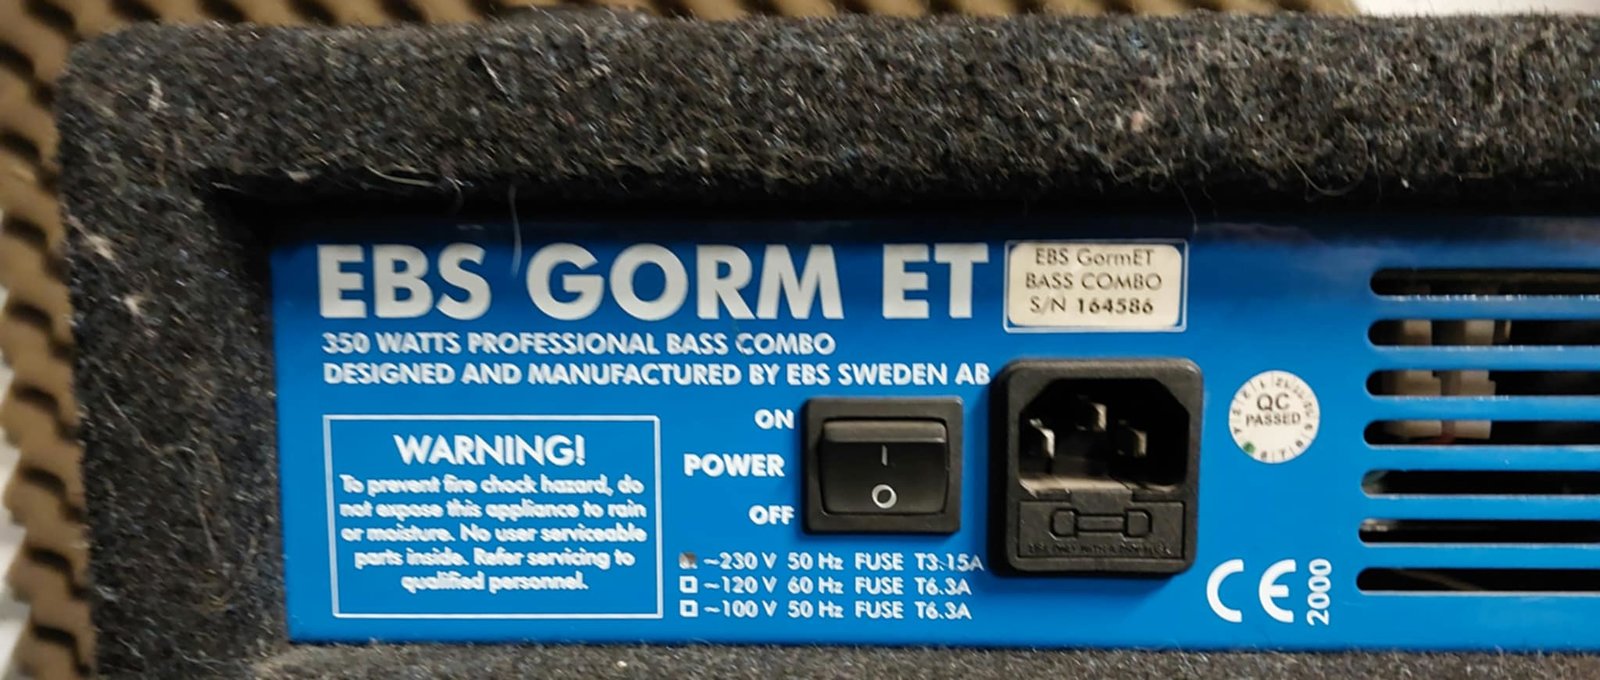 EBS GORM ET
EBS GormET
BASS COMBO
S/N 164586
350 WATTS PROFESSIONAL BASS COMBO
DESIGNED AND MANUFACTURED BY EBS SWEDEN AB
WARNING!
To prevent fire chock hazard, do
not expose this appliance to rain
or moisture. No user serviceable
parts inside. Refer servicing to
qualified personnel.
ON
POWER
OFF
~230 V 50 Hz FUSE T3.15A
~120 V 60 Hz FUSE T6.3A
~100 V 50 Hz FUSE T6.3A
QC
PASSED
CE
2000